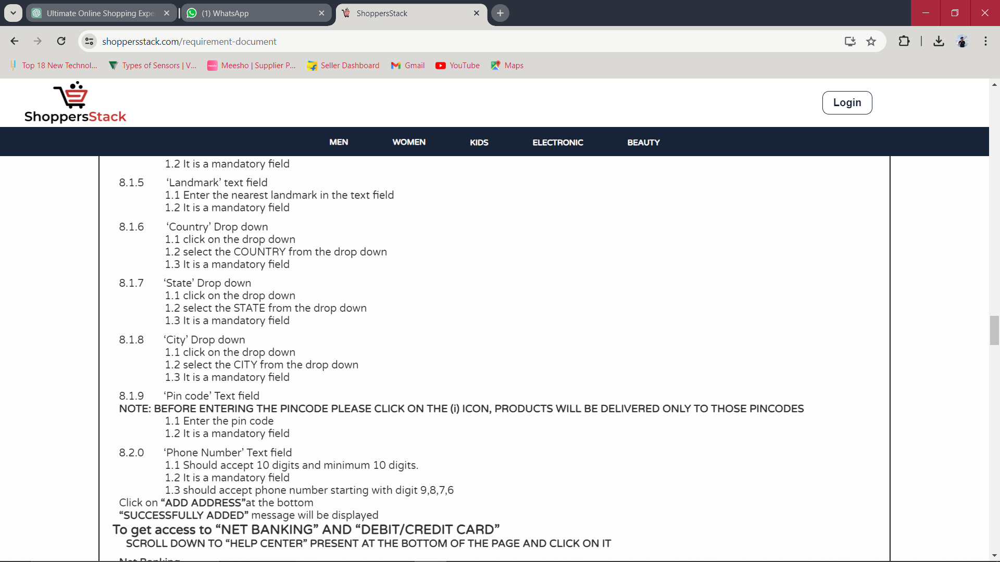 Ultimate Online Shopping Expe
(1) WhatsApp
ShoppersStack
shoppersstack.com/requirement-document
Top 18 New Technol...
Types of Sensors | V...
Meesho | Supplier P...
Seller Dashboard
Gmail
YouTube
Maps
ShoppersStack
Login
MEN
WOMEN
KIDS
ELECTRONIC
BEAUTY
1.2 It is a mandatory field
8.1.5 ‘Landmark’ text field
1.1 Enter the nearest landmark in the text field
1.2 It is a mandatory field
8.1.6 ‘Country’ Drop down
1.1 click on the drop down
1.2 select the COUNTRY from the drop down
1.3 It is a mandatory field
8.1.7 ‘State’ Drop down
1.1 click on the drop down
1.2 select the STATE from the drop down
1.3 It is a mandatory field
8.1.8 ‘City’ Drop down
1.1 click on the drop down
1.2 select the CITY from the drop down
1.3 It is a mandatory field
8.1.9 ‘Pin code’ Text field
NOTE: BEFORE ENTERING THE PINCODE PLEASE CLICK ON THE (i) ICON, PRODUCTS WILL BE DELIVERED ONLY TO THOSE PINCODES
1.1 Enter the pin code
1.2 It is a mandatory field
8.2.0 ‘Phone Number’ Text field
1.1 Should accept 10 digits and minimum 10 digits.
1.2 It is a mandatory field
1.3 should accept phone number starting with digit 9,8,7,6
Click on “ADD ADDRESS”at the bottom
“SUCCESSFULLY ADDED” message will be displayed
To get access to “NET BANKING” AND “DEBIT/CREDIT CARD”
SCROLL DOWN TO “HELP CENTER” PRESENT AT THE BOTTOM OF THE PAGE AND CLICK ON IT
Net Banking